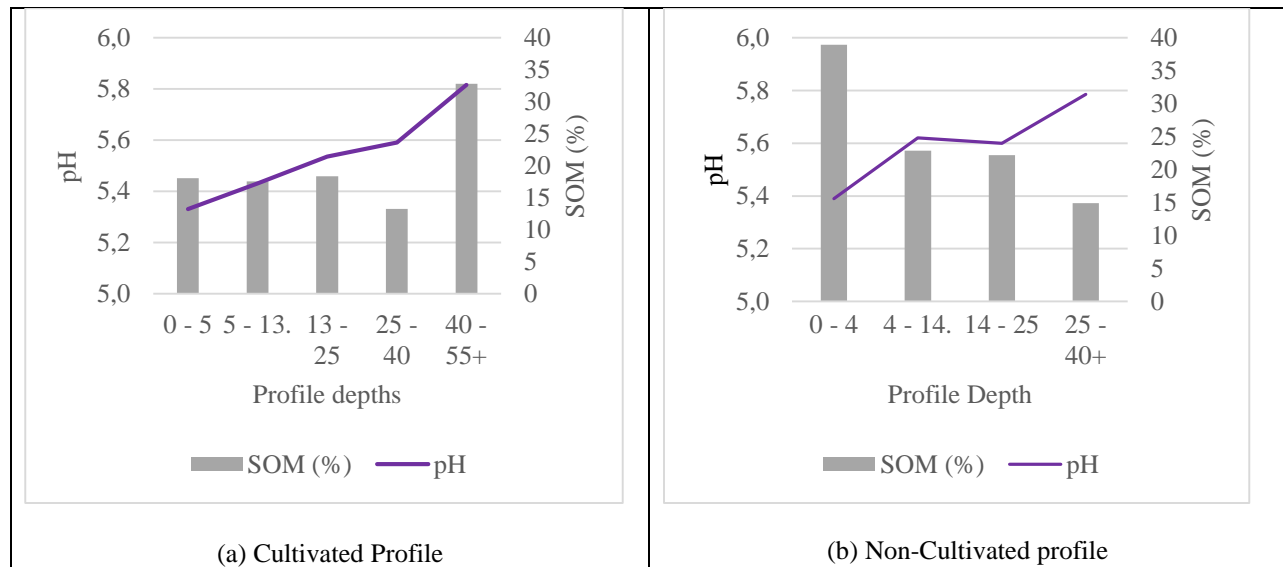 6,0
5,8
5,6
5,4
5,2
5,0
pH
40
35
30
25
20
15
10
5
0
SOM (%)
0 - 5 5 - 13. 13 - 25 - 40 -
25 40 55+
Profile depths
SOM (%) pH
(a) Cultivated Profile
6,0
5,8
5,6
5,4
5,2
5,0
pH
40
35
30
25
20
15
10
5
0
SOM (%)
0 - 4 4 - 14. 14 - 25 25 -
40+
Profile Depth
SOM (%) pH
(b) Non-Cultivated profile